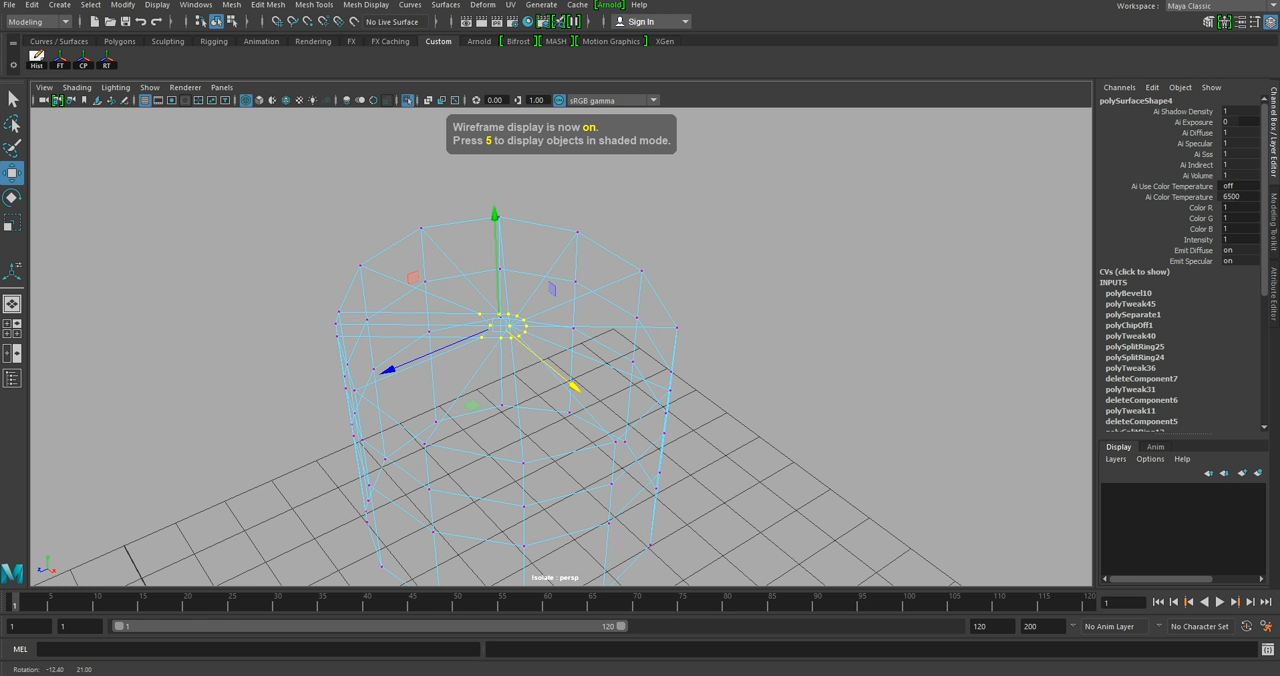 File Edit Create Select Modify Display Windows Mesh Edit Mesh Mesh Tools Mesh Display Curves Surfaces Deform UV Generate Cache [Arnold] Help
Workspace : Maya Classic
Modeling No Live Surface Sign In
Curves / Surfaces Polygons Sculpting Rigging Animation Rendering FX FX Caching Custom Arnold Bifrost MASH Motion Graphics XGen
Hist FT CP RT
View Shading Lighting Show Renderer Panels
0.00 1.00 sRGB gamma
Wireframe display is now on.
Press 5 to display objects in shaded mode.
Isolate : persp
Channels Edit Object Show
polySurfaceShape4
Ai Shadow Density 1
Ai Exposure 0
Ai Diffuse 1
Ai Specular 1
Ai Sss 1
Ai Indirect 1
Ai Volume 1
Ai Use Color Temperature off
Ai Color Temperature 6500
Color R 1
Color G 1
Color B 1
Intensity 1
Emit Diffuse on
Emit Specular on
CVs (click to show)
INPUTS
polyBevel10
polyTweak45
polySeparate1
polyChipOff1
polyTweak40
polySplitRing25
polySplitRing24
polyTweak36
deleteComponent7
polyTweak31
deleteComponent6
polyTweak11
deleteComponent5
Channel Box / Layer Editor
Modeling Toolkit
Attribute Editor
Display Anim
Layers Options Help
1 5 10 15 20 25 30 35 40 45 50 55 60 65 70 75 80 85 90 95 100 105 110 115 120 1
1 1 1 120 120 200 No Anim Layer No Character Set
MEL
Rotation: -12.40 21.00